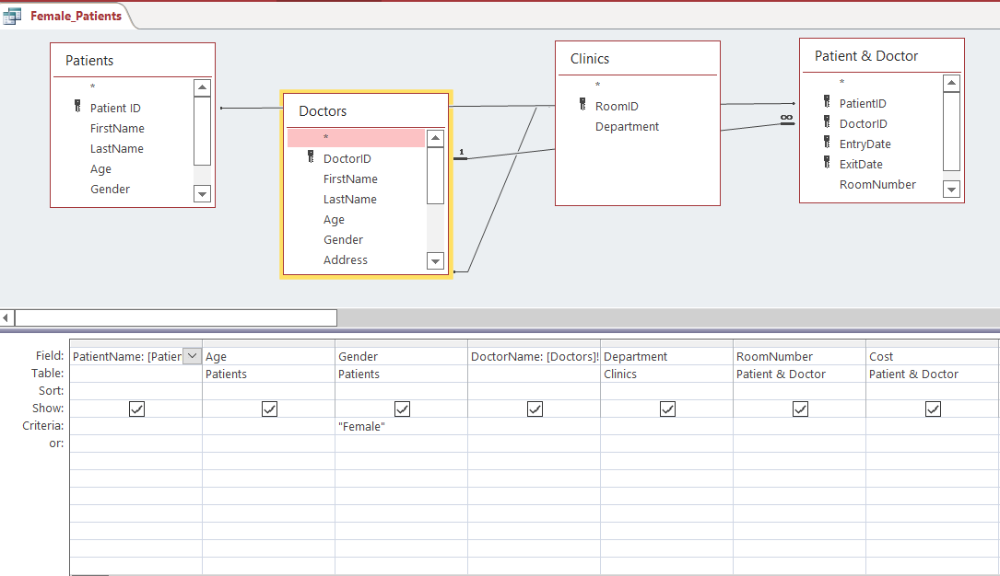 Female_Patients
Patients
*
Patient ID
FirstName
LastName
Age
Gender
Doctors
*
DoctorID
FirstName
LastName
Age
Gender
Address
1
Clinics
*
RoomID
Department
∞
Patient & Doctor
*
PatientID
DoctorID
EntryDate
ExitDate
RoomNumber
Field: PatientName: [Patier Age Gender DoctorName: [Doctors]! Department RoomNumber Cost
Table: Patients Patients Clinics Patient & Doctor Patient & Doctor
Sort:
Show:
Criteria: "Female"
or: